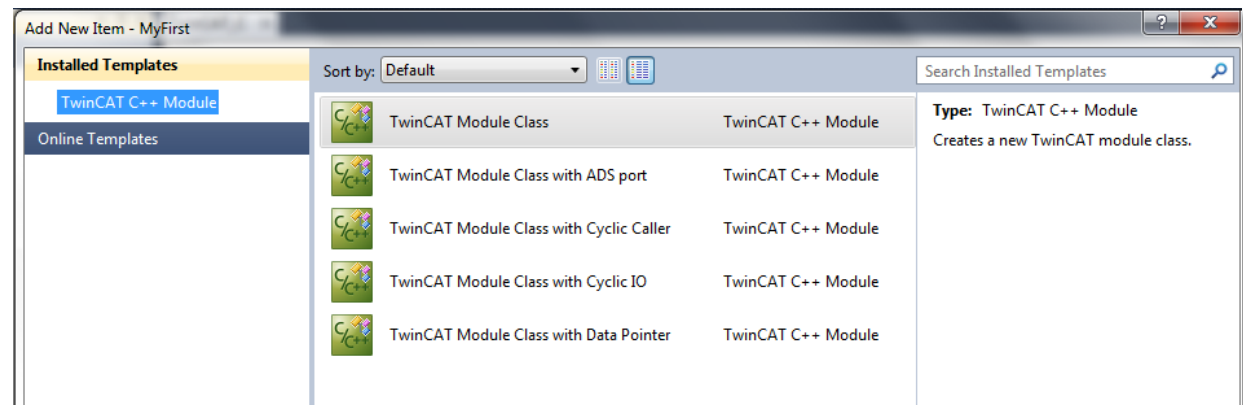 Add New Item - MyFirst
Installed Templates
TwinCAT C++ Module
Online Templates
Sort by: Default
Search Installed Templates
C/C++ TwinCAT Module Class TwinCAT C++ Module
C/C++ TwinCAT Module Class with ADS port TwinCAT C++ Module
C/C++ TwinCAT Module Class with Cyclic Caller TwinCAT C++ Module
C/C++ TwinCAT Module Class with Cyclic IO TwinCAT C++ Module
C/C++ TwinCAT Module Class with Data Pointer TwinCAT C++ Module
Type: TwinCAT C++ Module
Creates a new TwinCAT module class.